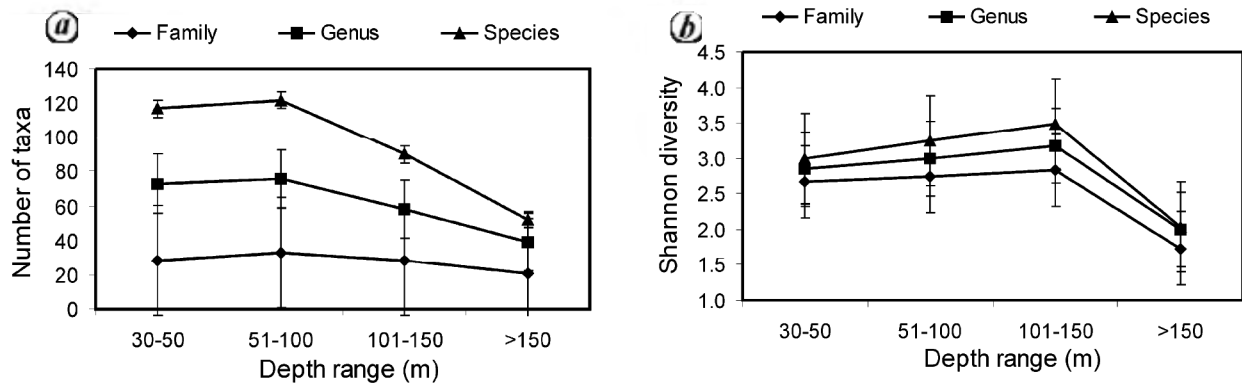 a
Family Genus Species
140
120
100
80
60
40
20
0
Number of taxa
30-50 51-100 101-150 >150
Depth range (m)
b
Family Genus Species
4.5
4.0
3.5
3.0
2.5
2.0
1.5
1.0
Shannon diversity
30-50 51-100 101-150 >150
Depth range (m)